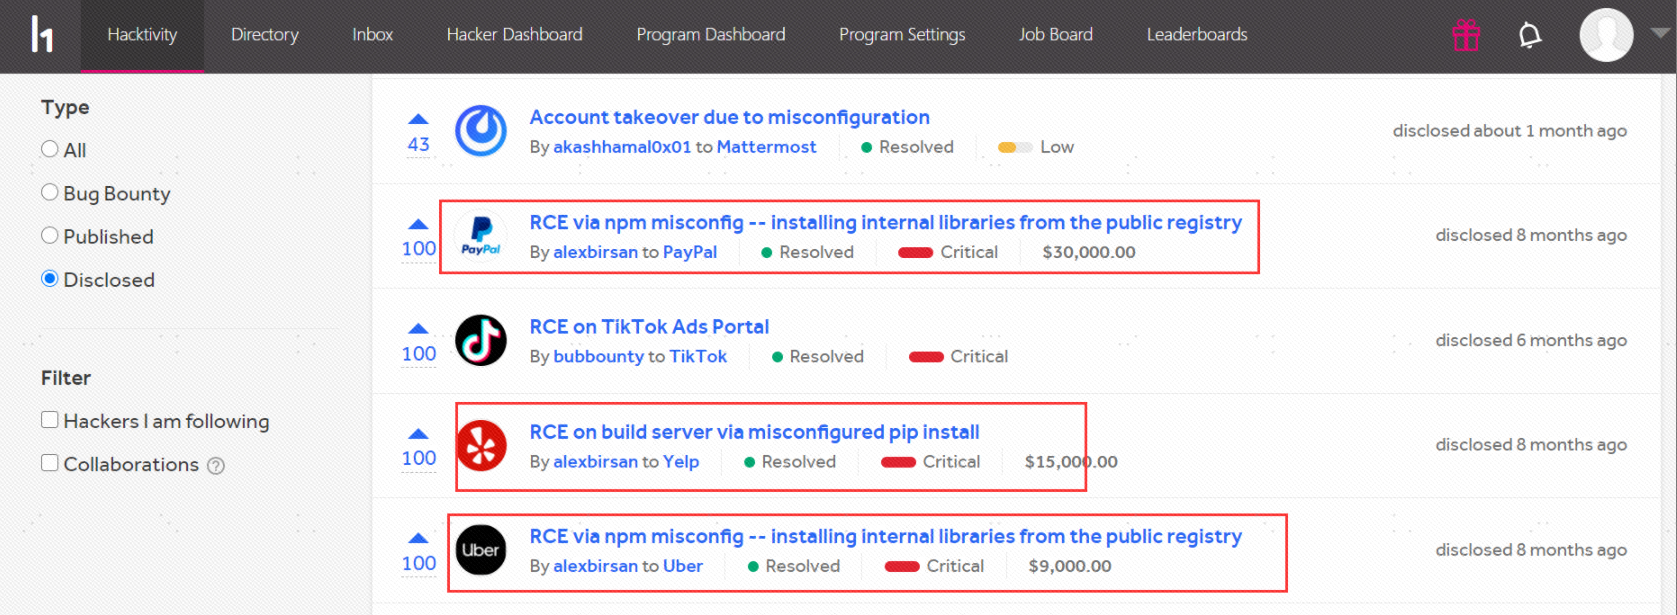 h1 Hacktivity Directory Inbox Hacker Dashboard Program Dashboard Program Settings Job Board Leaderboards
Type
All
Bug Bounty
Published
Disclosed
Filter
Hackers I am following
Collaborations ?
43
Account takeover due to misconfiguration
By akashhamal0x01 to Mattermost Resolved Low
disclosed about 1 month ago
100
PayPal
RCE via npm misconfig -- installing internal libraries from the public registry
By alexbirsan to PayPal Resolved Critical $30,000.00
disclosed 8 months ago
100
RCE on TikTok Ads Portal
By bubbounty to TikTok Resolved Critical
disclosed 6 months ago
100
RCE on build server via misconfigured pip install
By alexbirsan to Yelp Resolved Critical $15,000.00
disclosed 8 months ago
100
Uber
RCE via npm misconfig -- installing internal libraries from the public registry
By alexbirsan to Uber Resolved Critical $9,000.00
disclosed 8 months ago